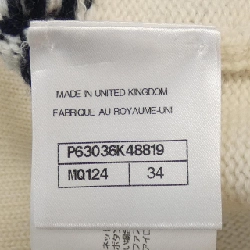 MADE IN UNITED KINGDOM
FABRIQUE AU ROYAUME-UNI
P63036K48819
MQ124 34